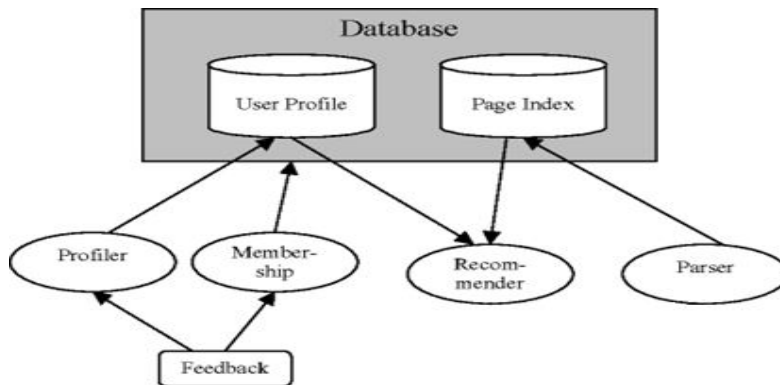 Database
User Profile
Page Index
Profiler
Member-
ship
Recom-
mender
Parser
Feedback